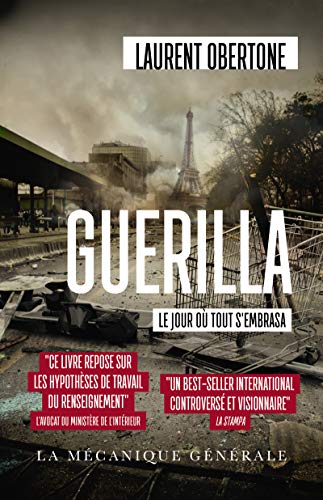 LAURENT OBERTONE
GUERILLA
LE JOUR OÙ TOUT S'EMBRASA
"CE LIVRE REPOSE SUR
LES HYPOTHÈSES DE TRAVAIL
DU RENSEIGNEMENT"
L'AVOCAT DU MINISTÈRE DE L'INTÉRIEUR
"UN BEST-SELLER INTERNATIONAL
CONTROVERSÉ ET VISIONNAIRE"
LA STAMPA
LA MÉCANIQUE GÉNÉRALE